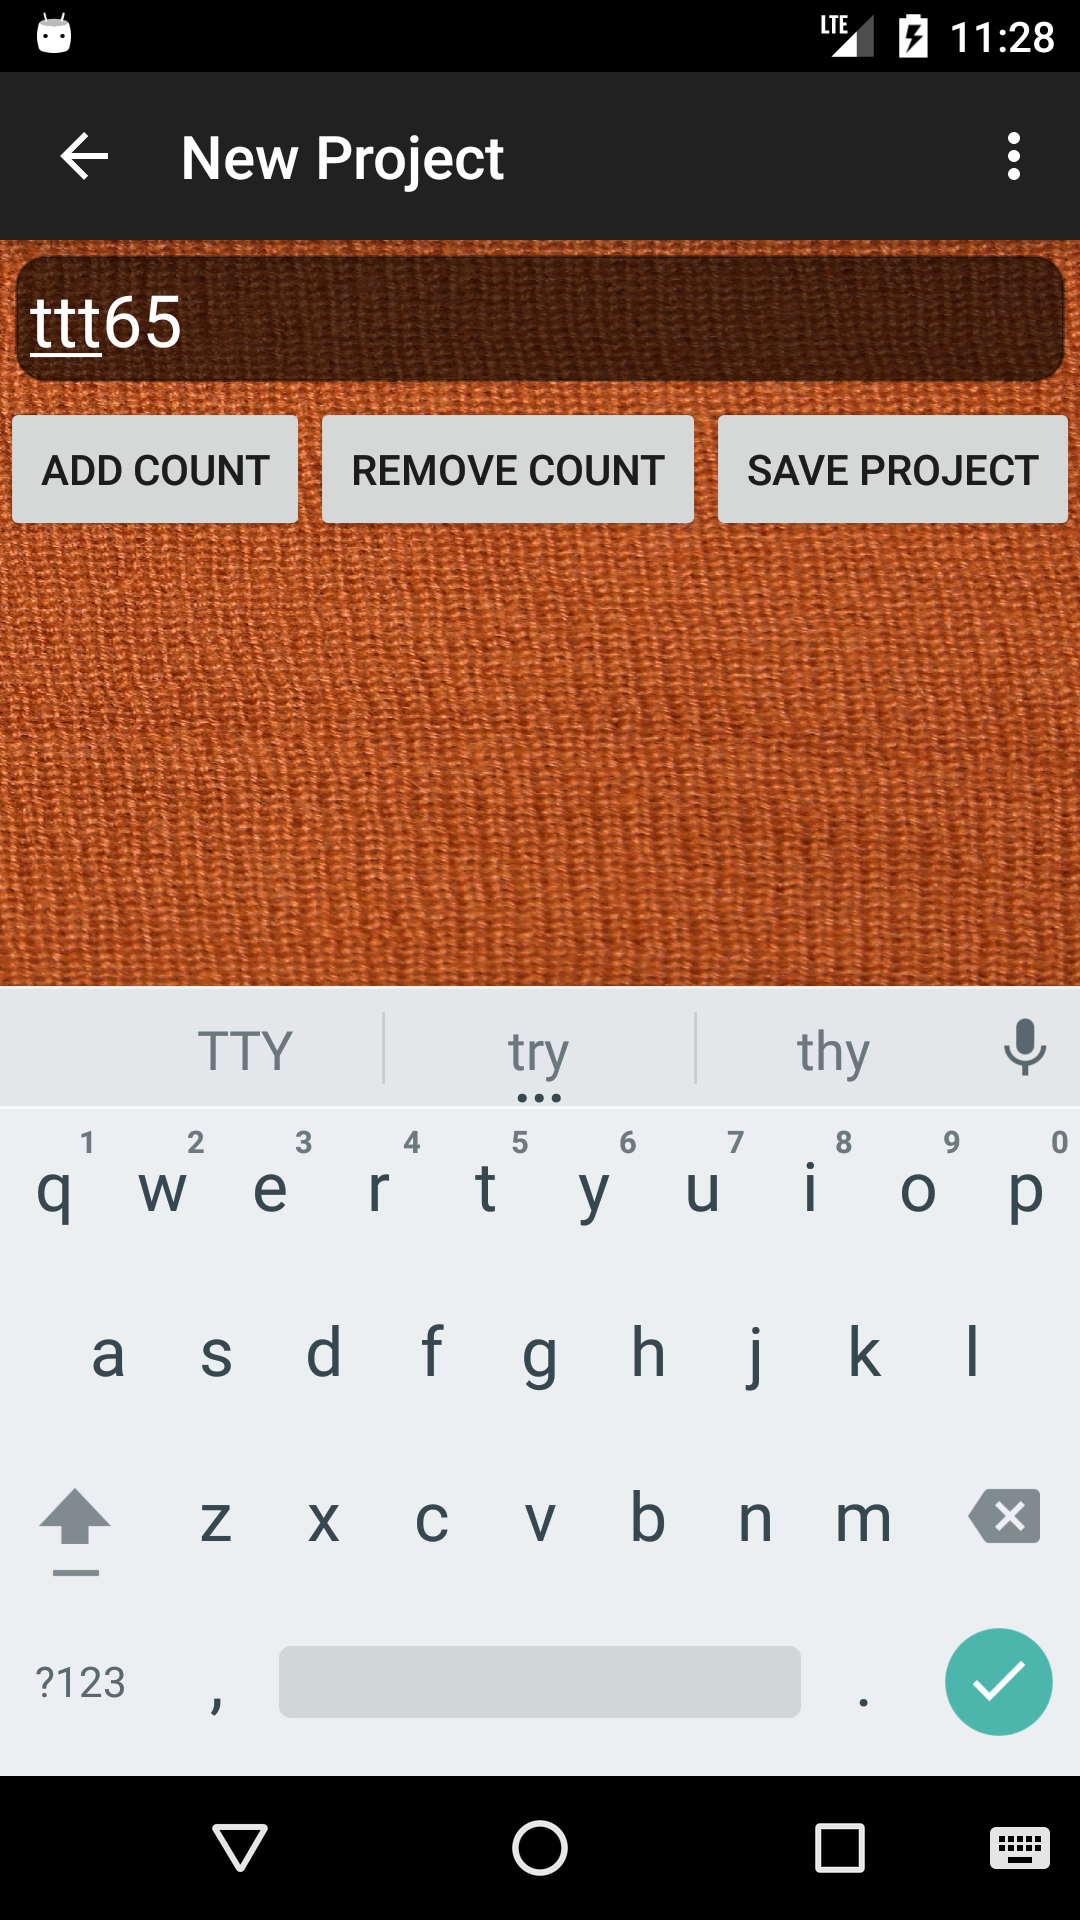 LTE 11:28
New Project
ttt65
ADD COUNT REMOVE COUNT SAVE PROJECT
TTY try thy
1 2 3 4 5 6 7 8 9 0
q w e r t y u i o p
a s d f g h j k l
z x c v b n m
?123 , .